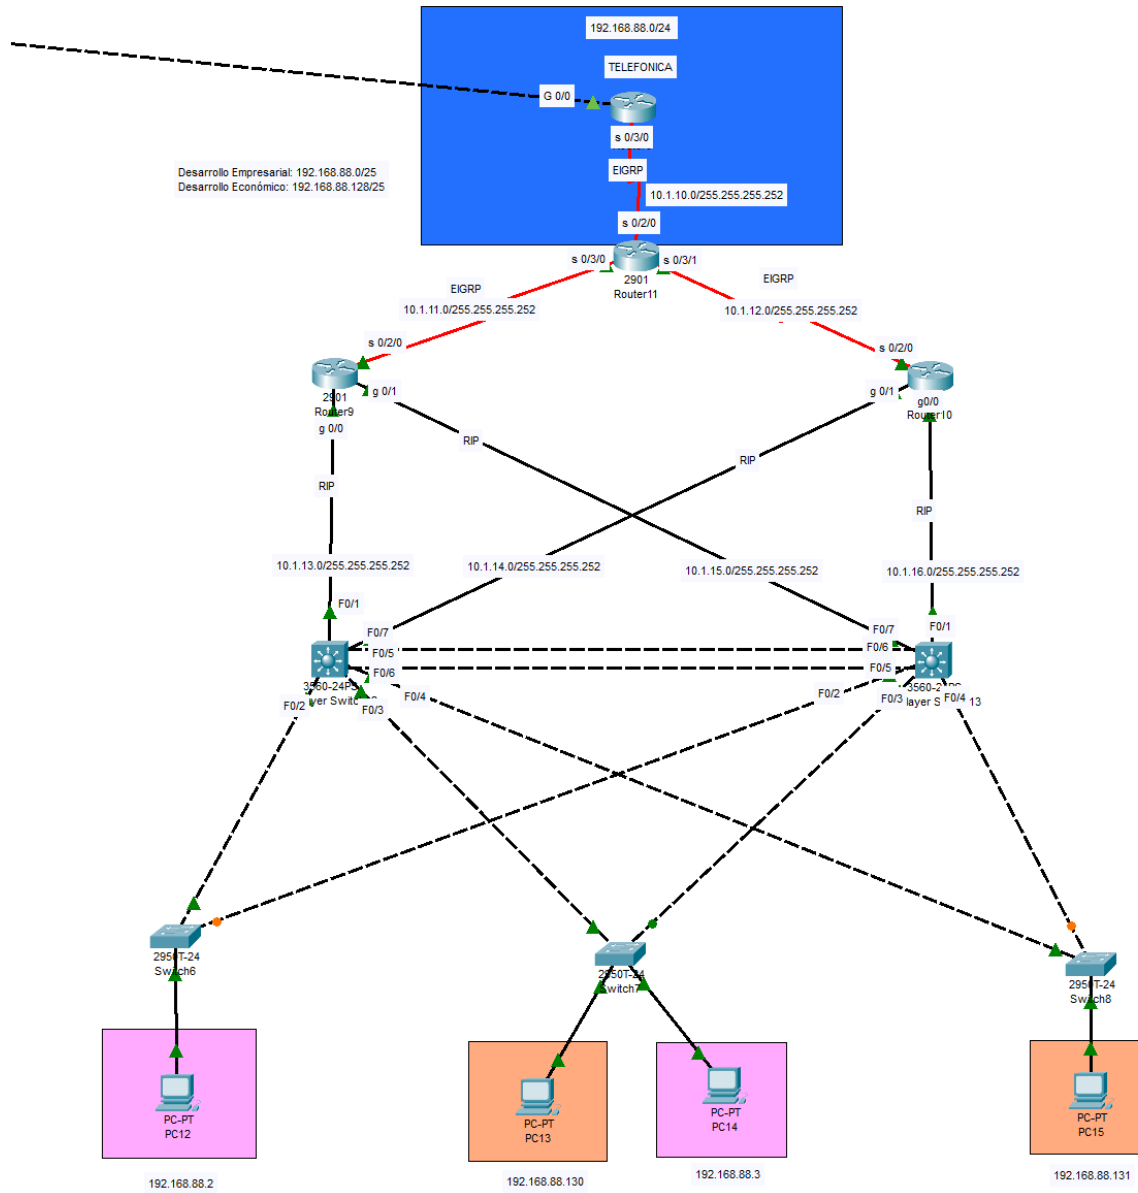 192.168.88.0/24
TELEFONICA
G 0/0
s 0/3/0
EIGRP
Desarrollo Empresarial: 192.168.88.0/25
Desarrollo Económico: 192.168.88.128/25
10.1.10.0/255.255.255.252
s 0/2/0
s 0/3/0
s 0/3/1
2901
Router11
EIGRP
10.1.11.0/255.255.255.252
EIGRP
10.1.12.0/255.255.255.252
s 0/2/0
s 0/2/0
2901
Router9
g 0/1
g 0/0
g 0/1
g0/0
Router10
RIP
RIP
RIP
RIP
10.1.13.0/255.255.255.252
10.1.14.0/255.255.255.252
10.1.15.0/255.255.255.252
10.1.16.0/255.255.255.252
F0/1
F0/7
F0/5
F0/6
F0/4
F0/2
F0/3
3560-24PS
F0/1
F0/7
F0/6
F0/5
F0/2
F0/3
F0/4
2950T-24
Switch6
2950T-24
Switch7
2950T-24
Switch8
PC-PT
PC12
192.168.88.2
PC-PT
PC13
192.168.88.130
PC-PT
PC14
192.168.88.3
PC-PT
PC15
192.168.88.131